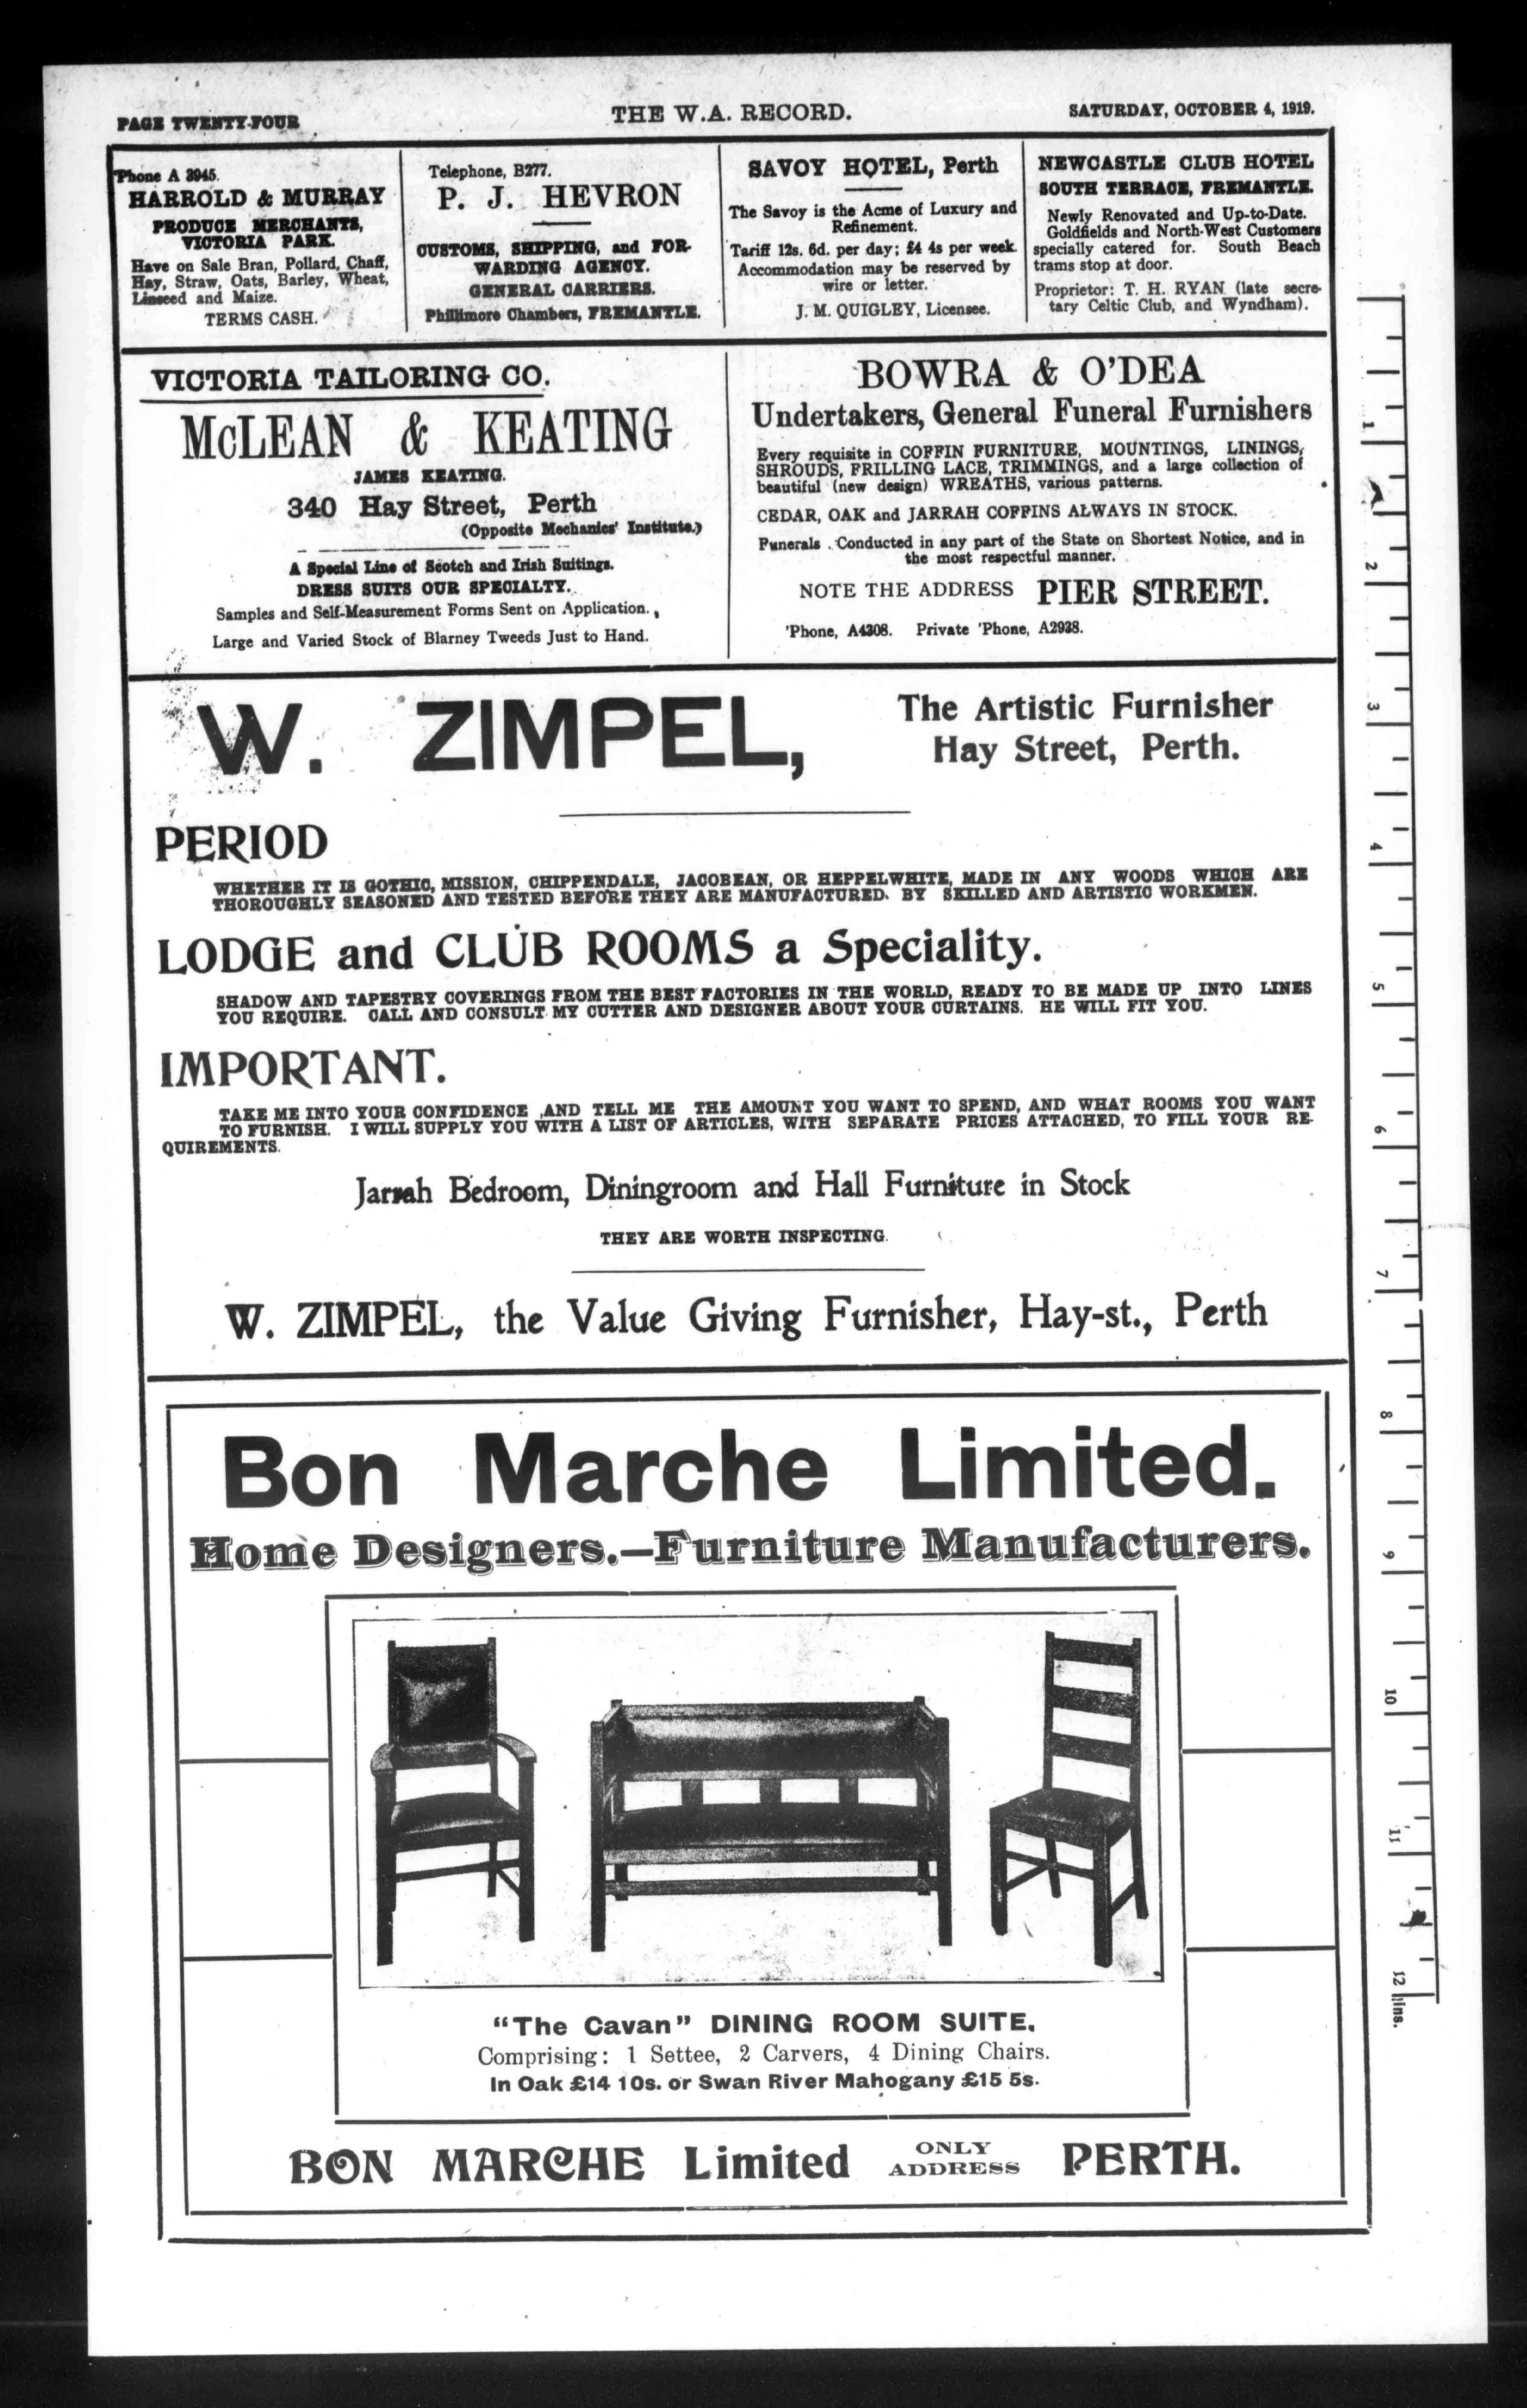 PAGE TWENTY-FOUR
THE W.A. RECORD.
SATURDAY, OCTOBER 4, 1919.
'Phone A 3945.
HARROLD & MURRAY
PRODUCE MERCHANTS,
VICTORIA PARK.
Have on Sale Bran, Pollard, Chaff,
Hay, Straw, Oats, Barley, Wheat,
Linseed and Maize.
TERMS CASH.
Telephone, B277.
P. J. HEVRON
CUSTOMS, SHIPPING, and FOR-
WARDING AGENCY.
GENERAL CARRIERS.
Phillimore Chambers, FREMANTLE.
SAVOY HOTEL, Perth
The Savoy is the Acme of Luxury and
Refinement.
Tariff 12s. 6d. per day; £4 4s per week.
Accommodation may be reserved by
wire or letter.
J. M. QUIGLEY, Licensee.
NEWCASTLE CLUB HOTEL
SOUTH TERRACE, FREMANTLE.
Newly Renovated and Up-to-Date.
Goldfields and North-West Customers
specially catered for. South Beach
trams stop at door.
Proprietor: T. H. RYAN (late secre-
tary Celtic Club, and Wyndham).
VICTORIA TAILORING CO.
McLEAN & KEATING
JAMES KEATING.
340 Hay Street, Perth
(Opposite Mechanics' Institute.)
A Special Line of Scotch and Irish Suitings.
DRESS SUITS OUR SPECIALTY.
Samples and Self-Measurement Forms Sent on Application.
Large and Varied Stock of Blarney Tweeds Just to Hand.
BOWRA & O'DEA
Undertakers, General Funeral Furnishers
Every requisite in COFFIN FURNITURE, MOUNTINGS, LININGS,
SHROUDS, FRILLING LACE, TRIMMINGS, and a large collection of
beautiful (new design) WREATHS, various patterns.
CEDAR, OAK and JARRAH COFFINS ALWAYS IN STOCK.
Funerals Conducted in any part of the State on Shortest Notice, and in
the most respectful manner.
NOTE THE ADDRESS PIER STREET.
'Phone, A4308. Private 'Phone, A2938.
W. ZIMPEL,
The Artistic Furnisher
Hay Street, Perth.
PERIOD
WHETHER IT IS GOTHIC, MISSION, CHIPPENDALE, JACOBEAN, OR HEPPELWHITE, MADE IN ANY WOODS WHICH ARE
THOROUGHLY SEASONED AND TESTED BEFORE THEY ARE MANUFACTURED. BY SKILLED AND ARTISTIC WORKMEN.
LODGE and CLUB ROOMS a Speciality.
SHADOW AND TAPESTRY COVERINGS FROM THE BEST FACTORIES IN THE WORLD, READY TO BE MADE UP INTO LINES
YOU REQUIRE. CALL AND CONSULT MY CUTTER AND DESIGNER ABOUT YOUR CURTAINS. HE WILL FIT YOU.
IMPORTANT.
TAKE ME INTO YOUR CONFIDENCE AND TELL ME THE AMOUNT YOU WANT TO SPEND, AND WHAT ROOMS YOU WANT
TO FURNISH. I WILL SUPPLY YOU WITH A LIST OF ARTICLES, WITH SEPARATE PRICES ATTACHED, TO FILL YOUR RE-
QUIREMENTS.
Jarrah Bedroom, Diningroom and Hall Furniture in Stock
THEY ARE WORTH INSPECTING.
W. ZIMPEL, the Value Giving Furnisher, Hay-st., Perth
Bon Marche Limited.
Home Designers.—Furniture Manufacturers.
"The Cavan" DINING ROOM SUITE.
Comprising: 1 Settee, 2 Carvers, 4 Dining Chairs.
In Oak £14 10s. or Swan River Mahogany £15 5s.
BON MARCHE Limited ONLY ADDRESS PERTH.
1
2
3
4
5
6
7
8
9
10
11
12 ins.